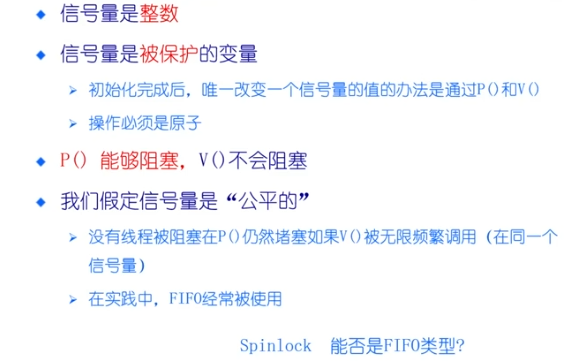 信号量是整数
信号量是被保护的变量
初始化完成后，唯一改变一个信号量的值的办法是通过P()和V()
操作必须是原子
P() 能够阻塞，V()不会阻塞
我们假定信号量是“公平的”
没有线程被阻塞在P()仍然堵塞如果V()被无限频繁调用（在同一个
信号量）
在实践中，FIFO经常被使用
Spinlock 能否是FIFO类型?